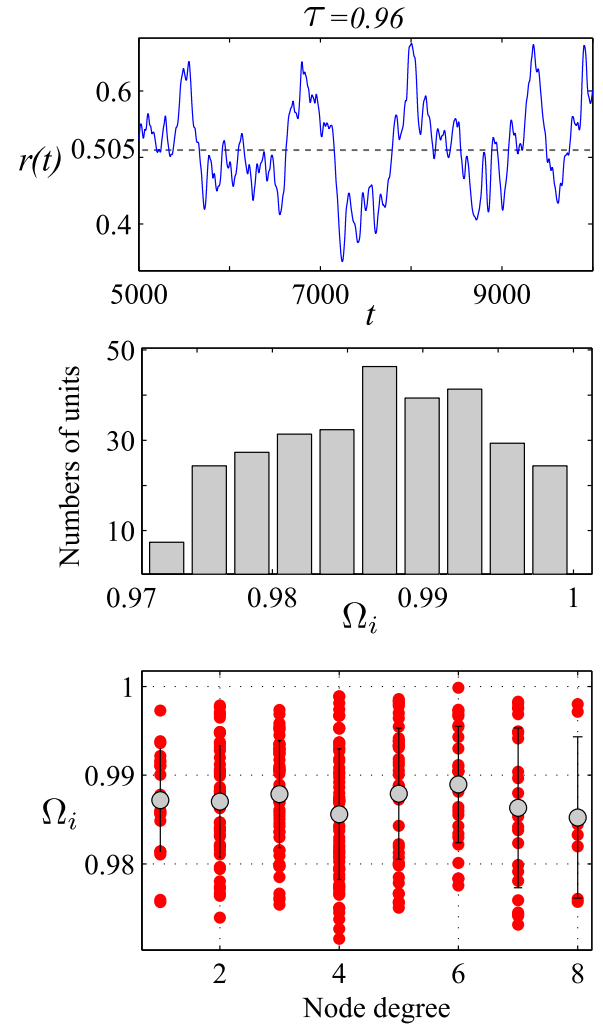 τ =0.96
0.6
0.505
r(t)
0.4
5000 7000 9000
t
50
30
10
Numbers of units
0.97 0.98 0.99 1
Ωi
1
0.99
0.98
Ωi
2 4 6 8
Node degree